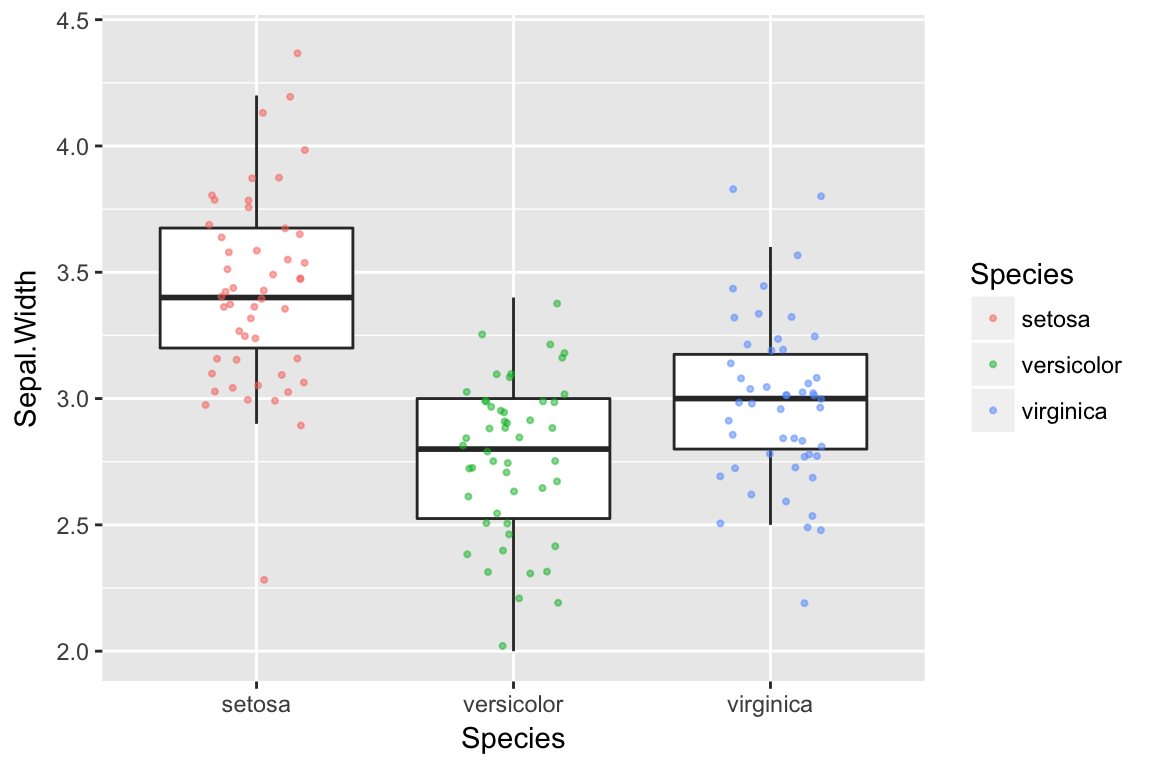 4.5
4.0
3.5
3.0
2.5
2.0
Sepal.Width
setosa
versicolor
virginica
Species
Species
setosa
versicolor
virginica